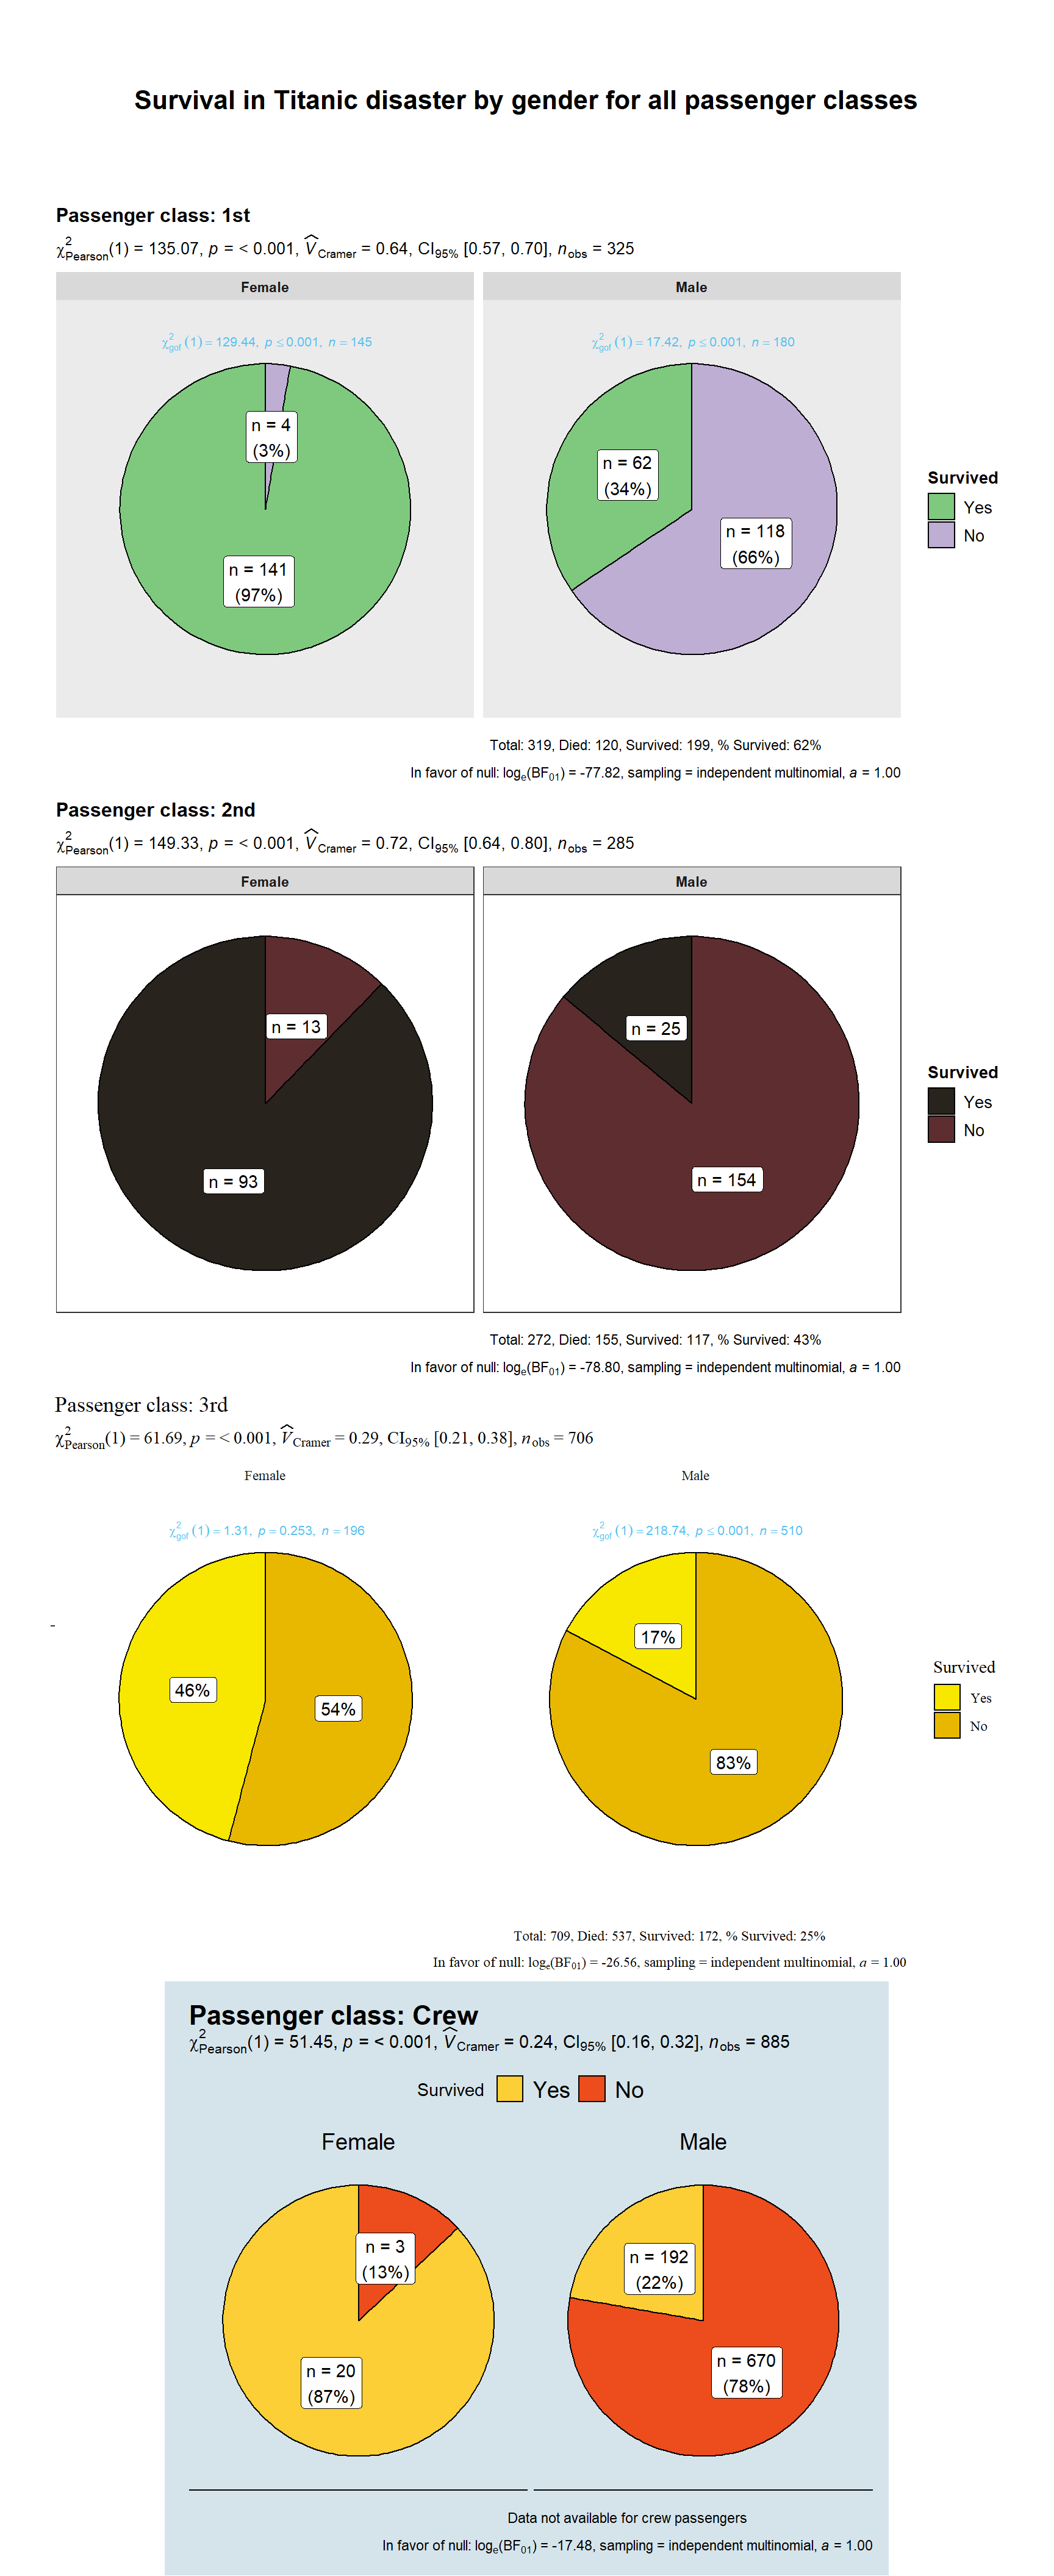 Survival in Titanic disaster by gender for all passenger classes
Passenger class: 1st
χ²Pearson(1) = 135.07, p = < 0.001, V̂Cramer = 0.64, CI95% [0.57, 0.70], nobs = 325
Female
Male
χ²gof (1) = 129.44, p ≤ 0.001, n = 145
χ²gof (1) = 17.42, p ≤ 0.001, n = 180
n = 4
(3%)
n = 141
(97%)
n = 62
(34%)
n = 118
(66%)
Survived
Yes
No
Total: 319, Died: 120, Survived: 199, % Survived: 62%
In favor of null: loge(BF01) = -77.82, sampling = independent multinomial, a = 1.00
Passenger class: 2nd
χ²Pearson(1) = 149.33, p = < 0.001, V̂Cramer = 0.72, CI95% [0.64, 0.80], nobs = 285
Female
Male
n = 13
n = 93
n = 25
n = 154
Survived
Yes
No
Total: 272, Died: 155, Survived: 117, % Survived: 43%
In favor of null: loge(BF01) = -78.80, sampling = independent multinomial, a = 1.00
Passenger class: 3rd
χ²Pearson(1) = 61.69, p = < 0.001, V̂Cramer = 0.29, CI95% [0.21, 0.38], nobs = 706
Female
Male
χ²gof (1) = 1.31, p = 0.253, n = 196
χ²gof (1) = 218.74, p ≤ 0.001, n = 510
46%
54%
17%
83%
Survived
Yes
No
Total: 709, Died: 537, Survived: 172, % Survived: 25%
In favor of null: loge(BF01) = -26.56, sampling = independent multinomial, a = 1.00
Passenger class: Crew
χ²Pearson(1) = 51.45, p = < 0.001, V̂Cramer = 0.24, CI95% [0.16, 0.32], nobs = 885
Survived Yes No
Female
Male
n = 3
(13%)
n = 20
(87%)
n = 192
(22%)
n = 670
(78%)
Data not available for crew passengers
In favor of null: loge(BF01) = -17.48, sampling = independent multinomial, a = 1.00